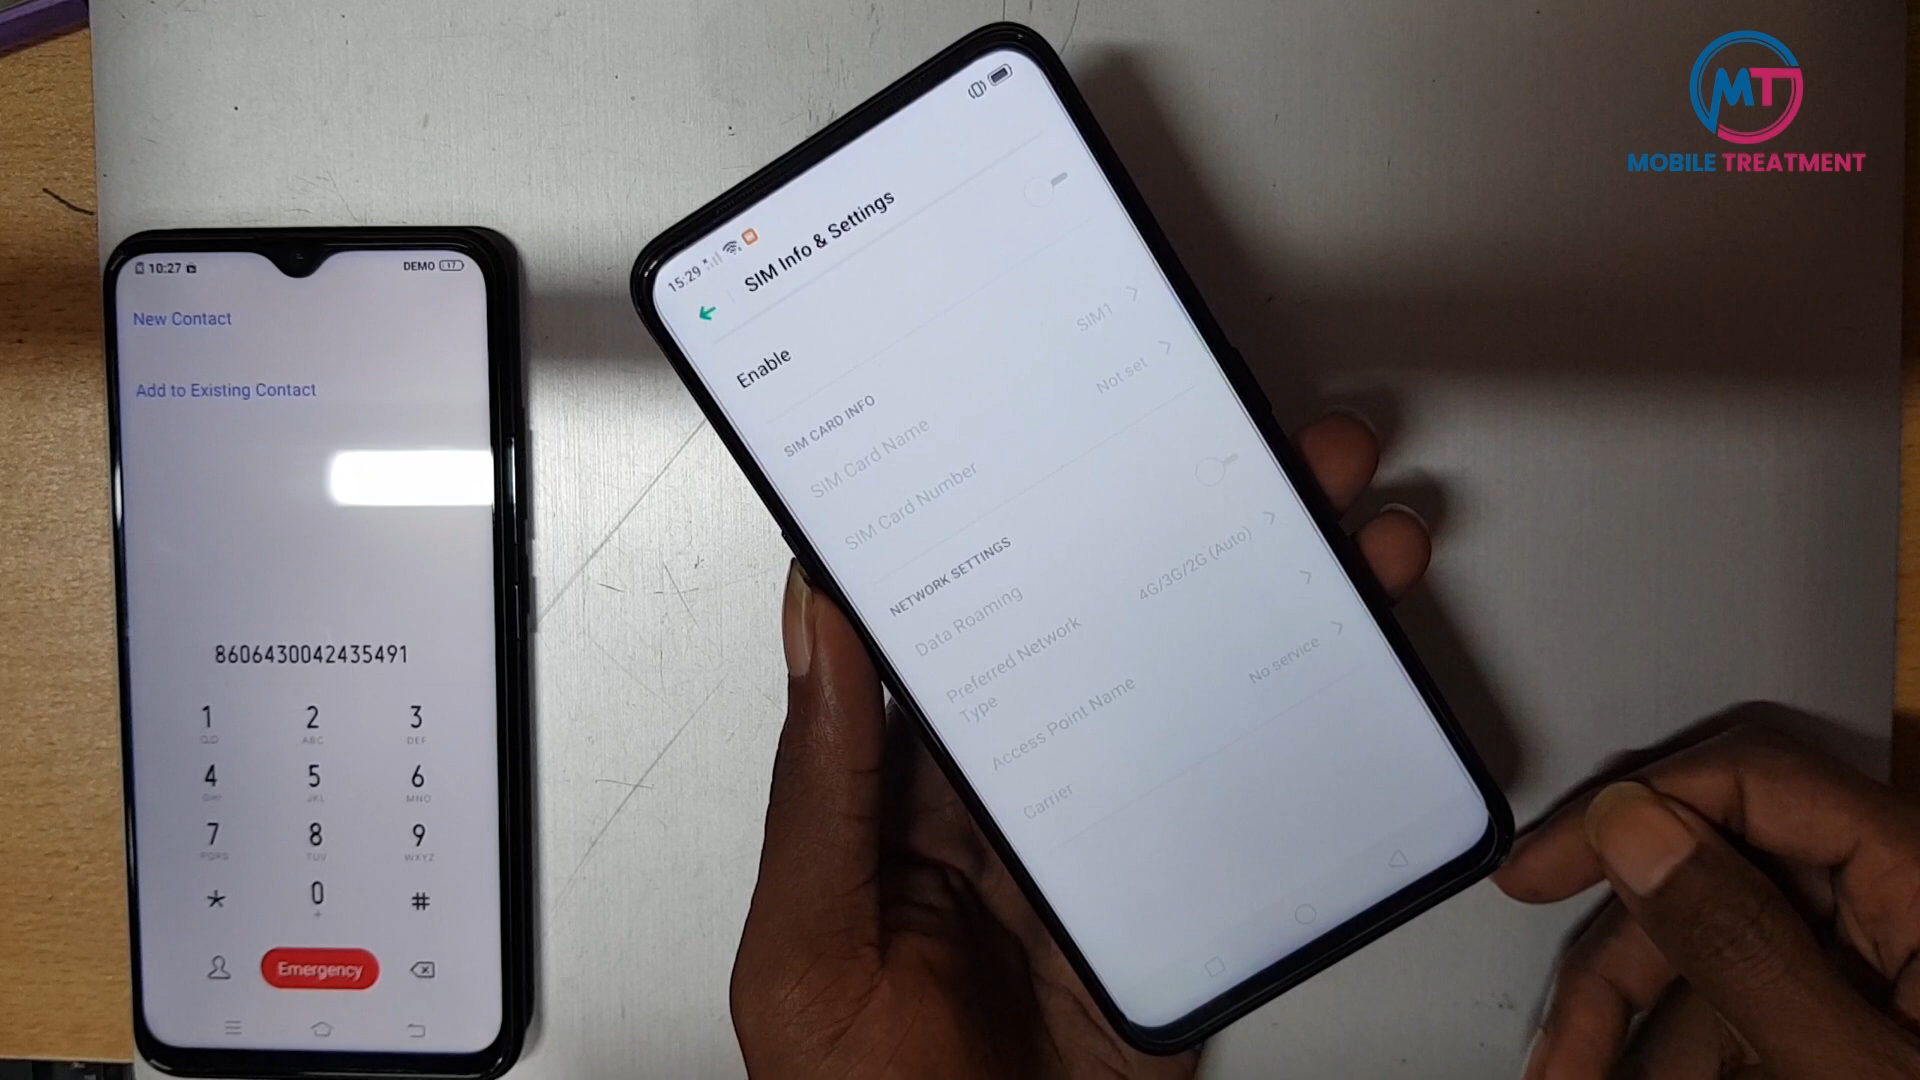 MT
MOBILE TREATMENT
10:27
DEMO 17
New Contact
Add to Existing Contact
8606430042435491
1
2 ABC
3 DEF
4 GHI
5 JKL
6 MNO
7 PQRS
8 TUV
9 WXYZ
*
0 +
#
Emergency
15:29
SIM Info & Settings
Enable
SIM CARD INFO
SIM Card Name SIM1
SIM Card Number Not set
NETWORK SETTINGS
Data Roaming
Preferred Network Type 4G/3G/2G (Auto)
Access Point Name
Carrier No service